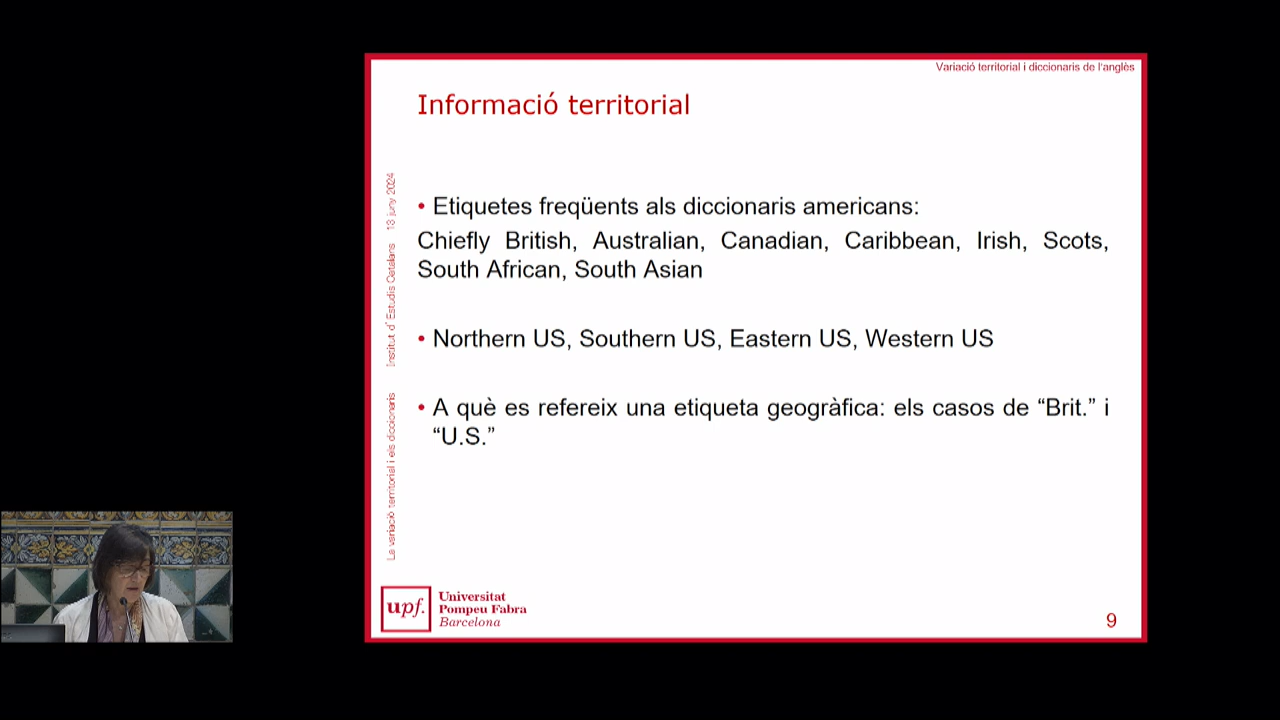 Variació territorial i diccionaris de l'anglès
Informació territorial
• Etiquetes freqüents als diccionaris americans:
Chiefly British, Australian, Canadian, Caribbean, Irish, Scots,
South African, South Asian
• Northern US, Southern US, Eastern US, Western US
• A què es refereix una etiqueta geogràfica: els casos de “Brit.” i
“U.S.”
La variació territorial i els diccionaris Institut d´Estudis Catalans 13 juny 2024
upf.
Universitat
Pompeu Fabra
Barcelona
9